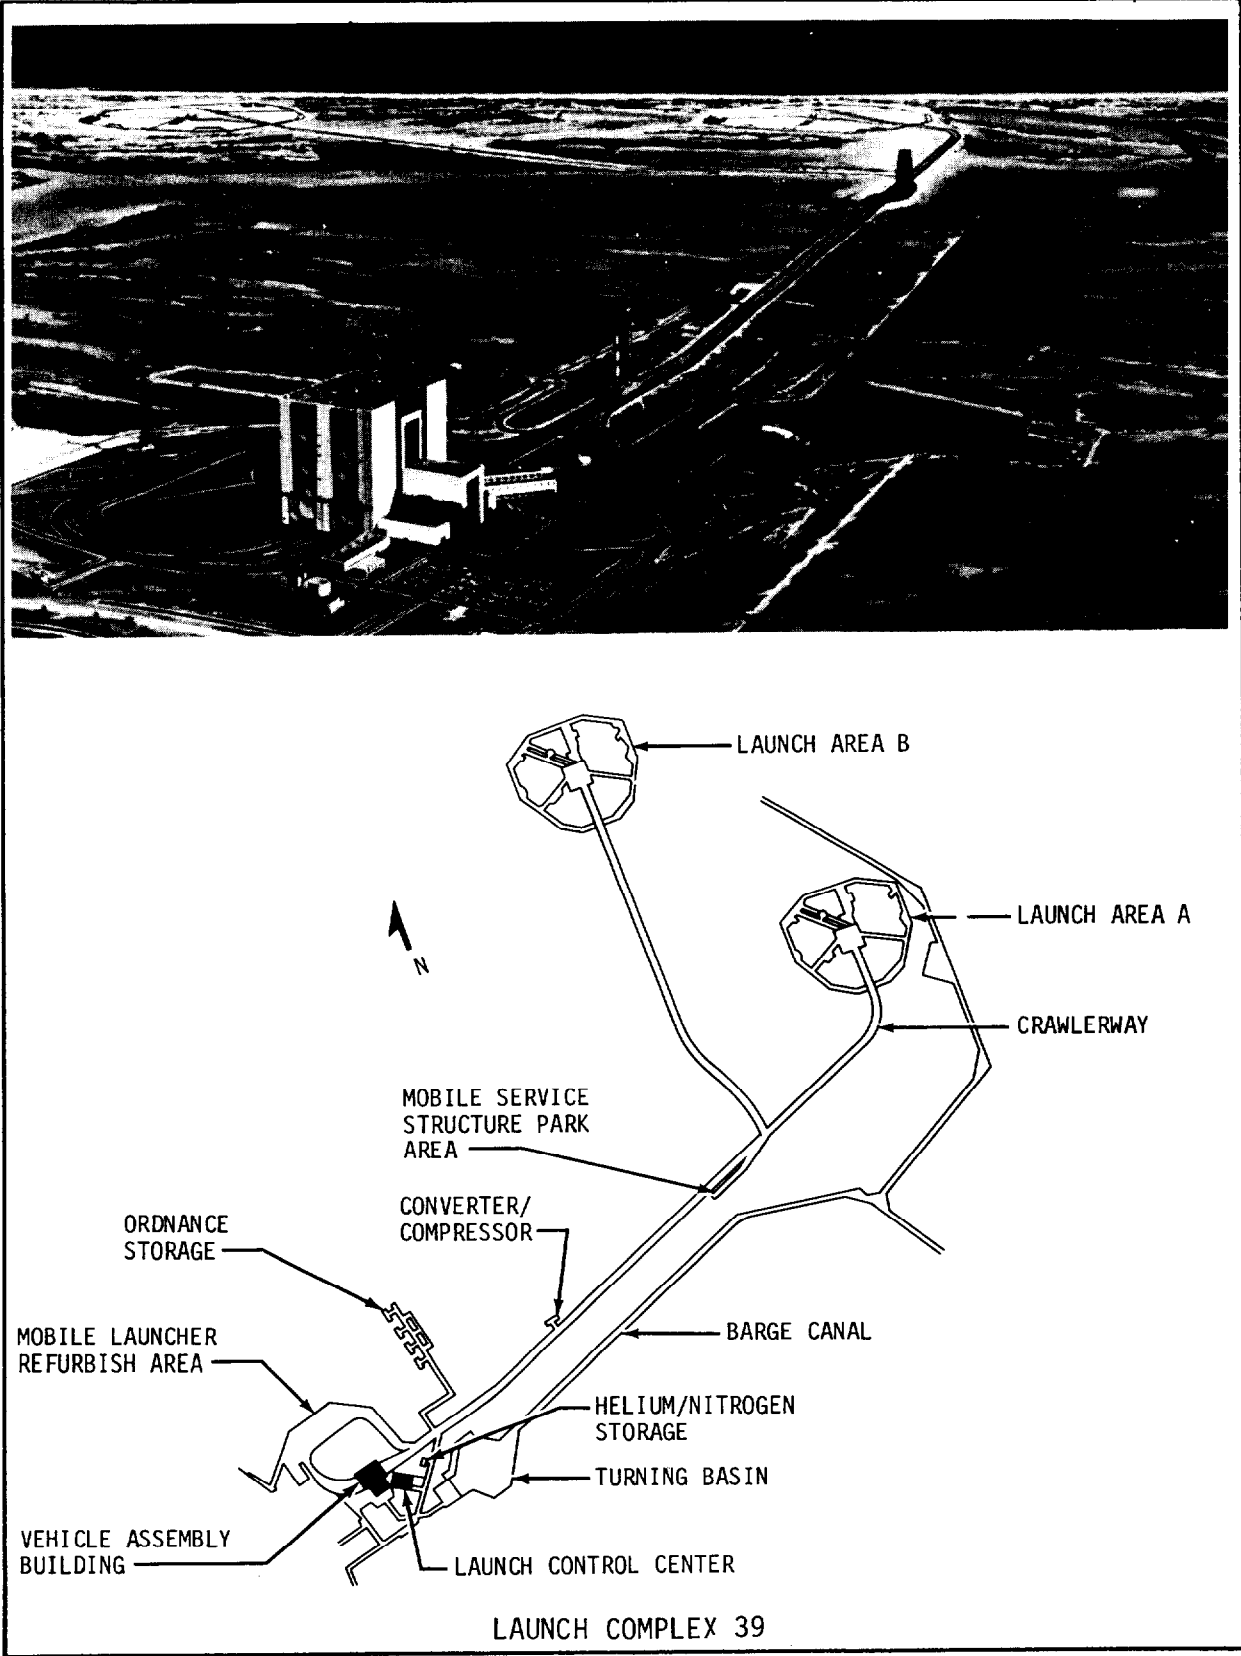 LAUNCH AREA B
LAUNCH AREA A
N
CRAWLERWAY
MOBILE SERVICE
STRUCTURE PARK
AREA
CONVERTER/
COMPRESSOR
ORDNANCE
STORAGE
MOBILE LAUNCHER
REFURBISH AREA
BARGE CANAL
HELIUM/NITROGEN
STORAGE
TURNING BASIN
VEHICLE ASSEMBLY
BUILDING
LAUNCH CONTROL CENTER
LAUNCH COMPLEX 39